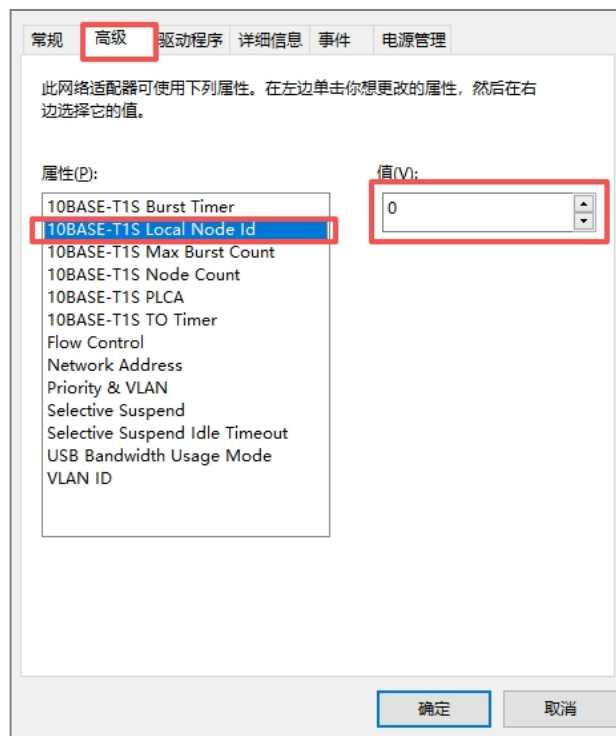 常规 高级 驱动程序 详细信息 事件 电源管理
此网络适配器可使用下列属性。在左边单击你想更改的属性，然后在右
边选择它的值。
属性(P): 值(V):
10BASE-T1S Burst Timer 0
10BASE-T1S Local Node Id
10BASE-T1S Max Burst Count
10BASE-T1S Node Count
10BASE-T1S PLCA
10BASE-T1S TO Timer
Flow Control
Network Address
Priority & VLAN
Selective Suspend
Selective Suspend Idle Timeout
USB Bandwidth Usage Mode
VLAN ID
确定 取消